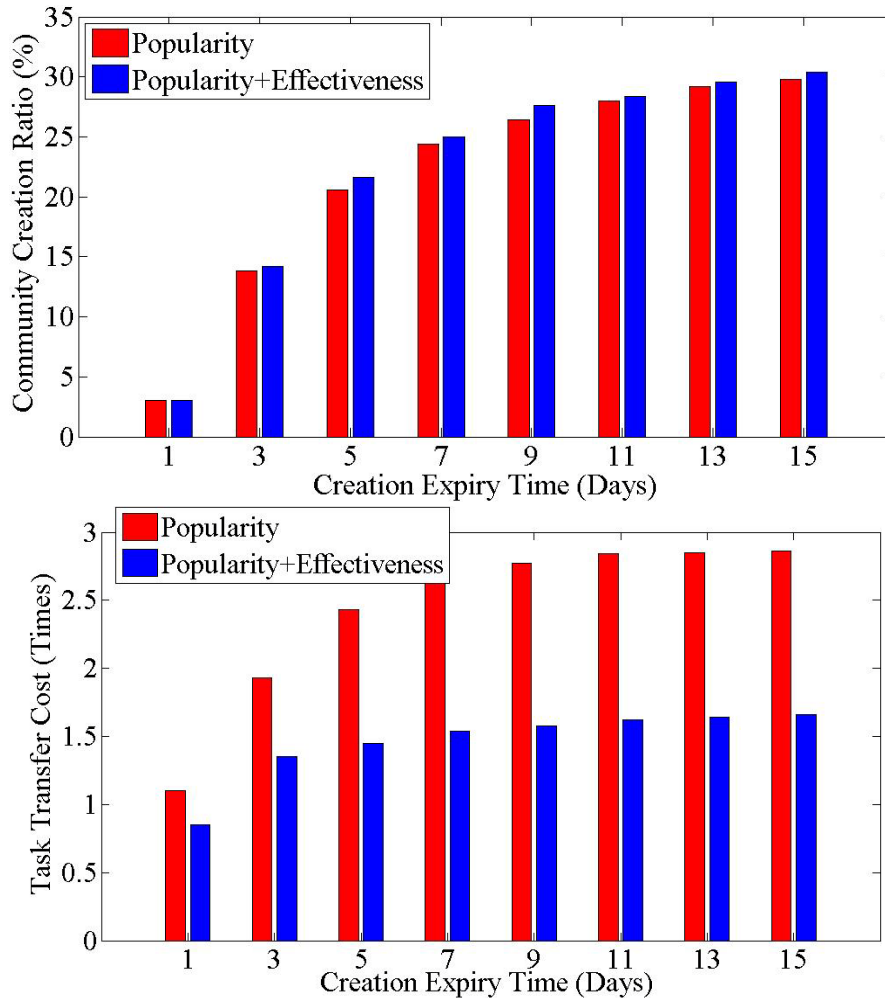 35
30
25
20
15
10
5
0
Community Creation Ratio (%)
Popularity
Popularity+Effectiveness
1 3 5 7 9 11 13 15
Creation Expiry Time (Days)
3
2.5
2
1.5
1
0.5
0
Task Transfer Cost (Times)
Popularity
Popularity+Effectiveness
1 3 5 7 9 11 13 15
Creation Expiry Time (Days)